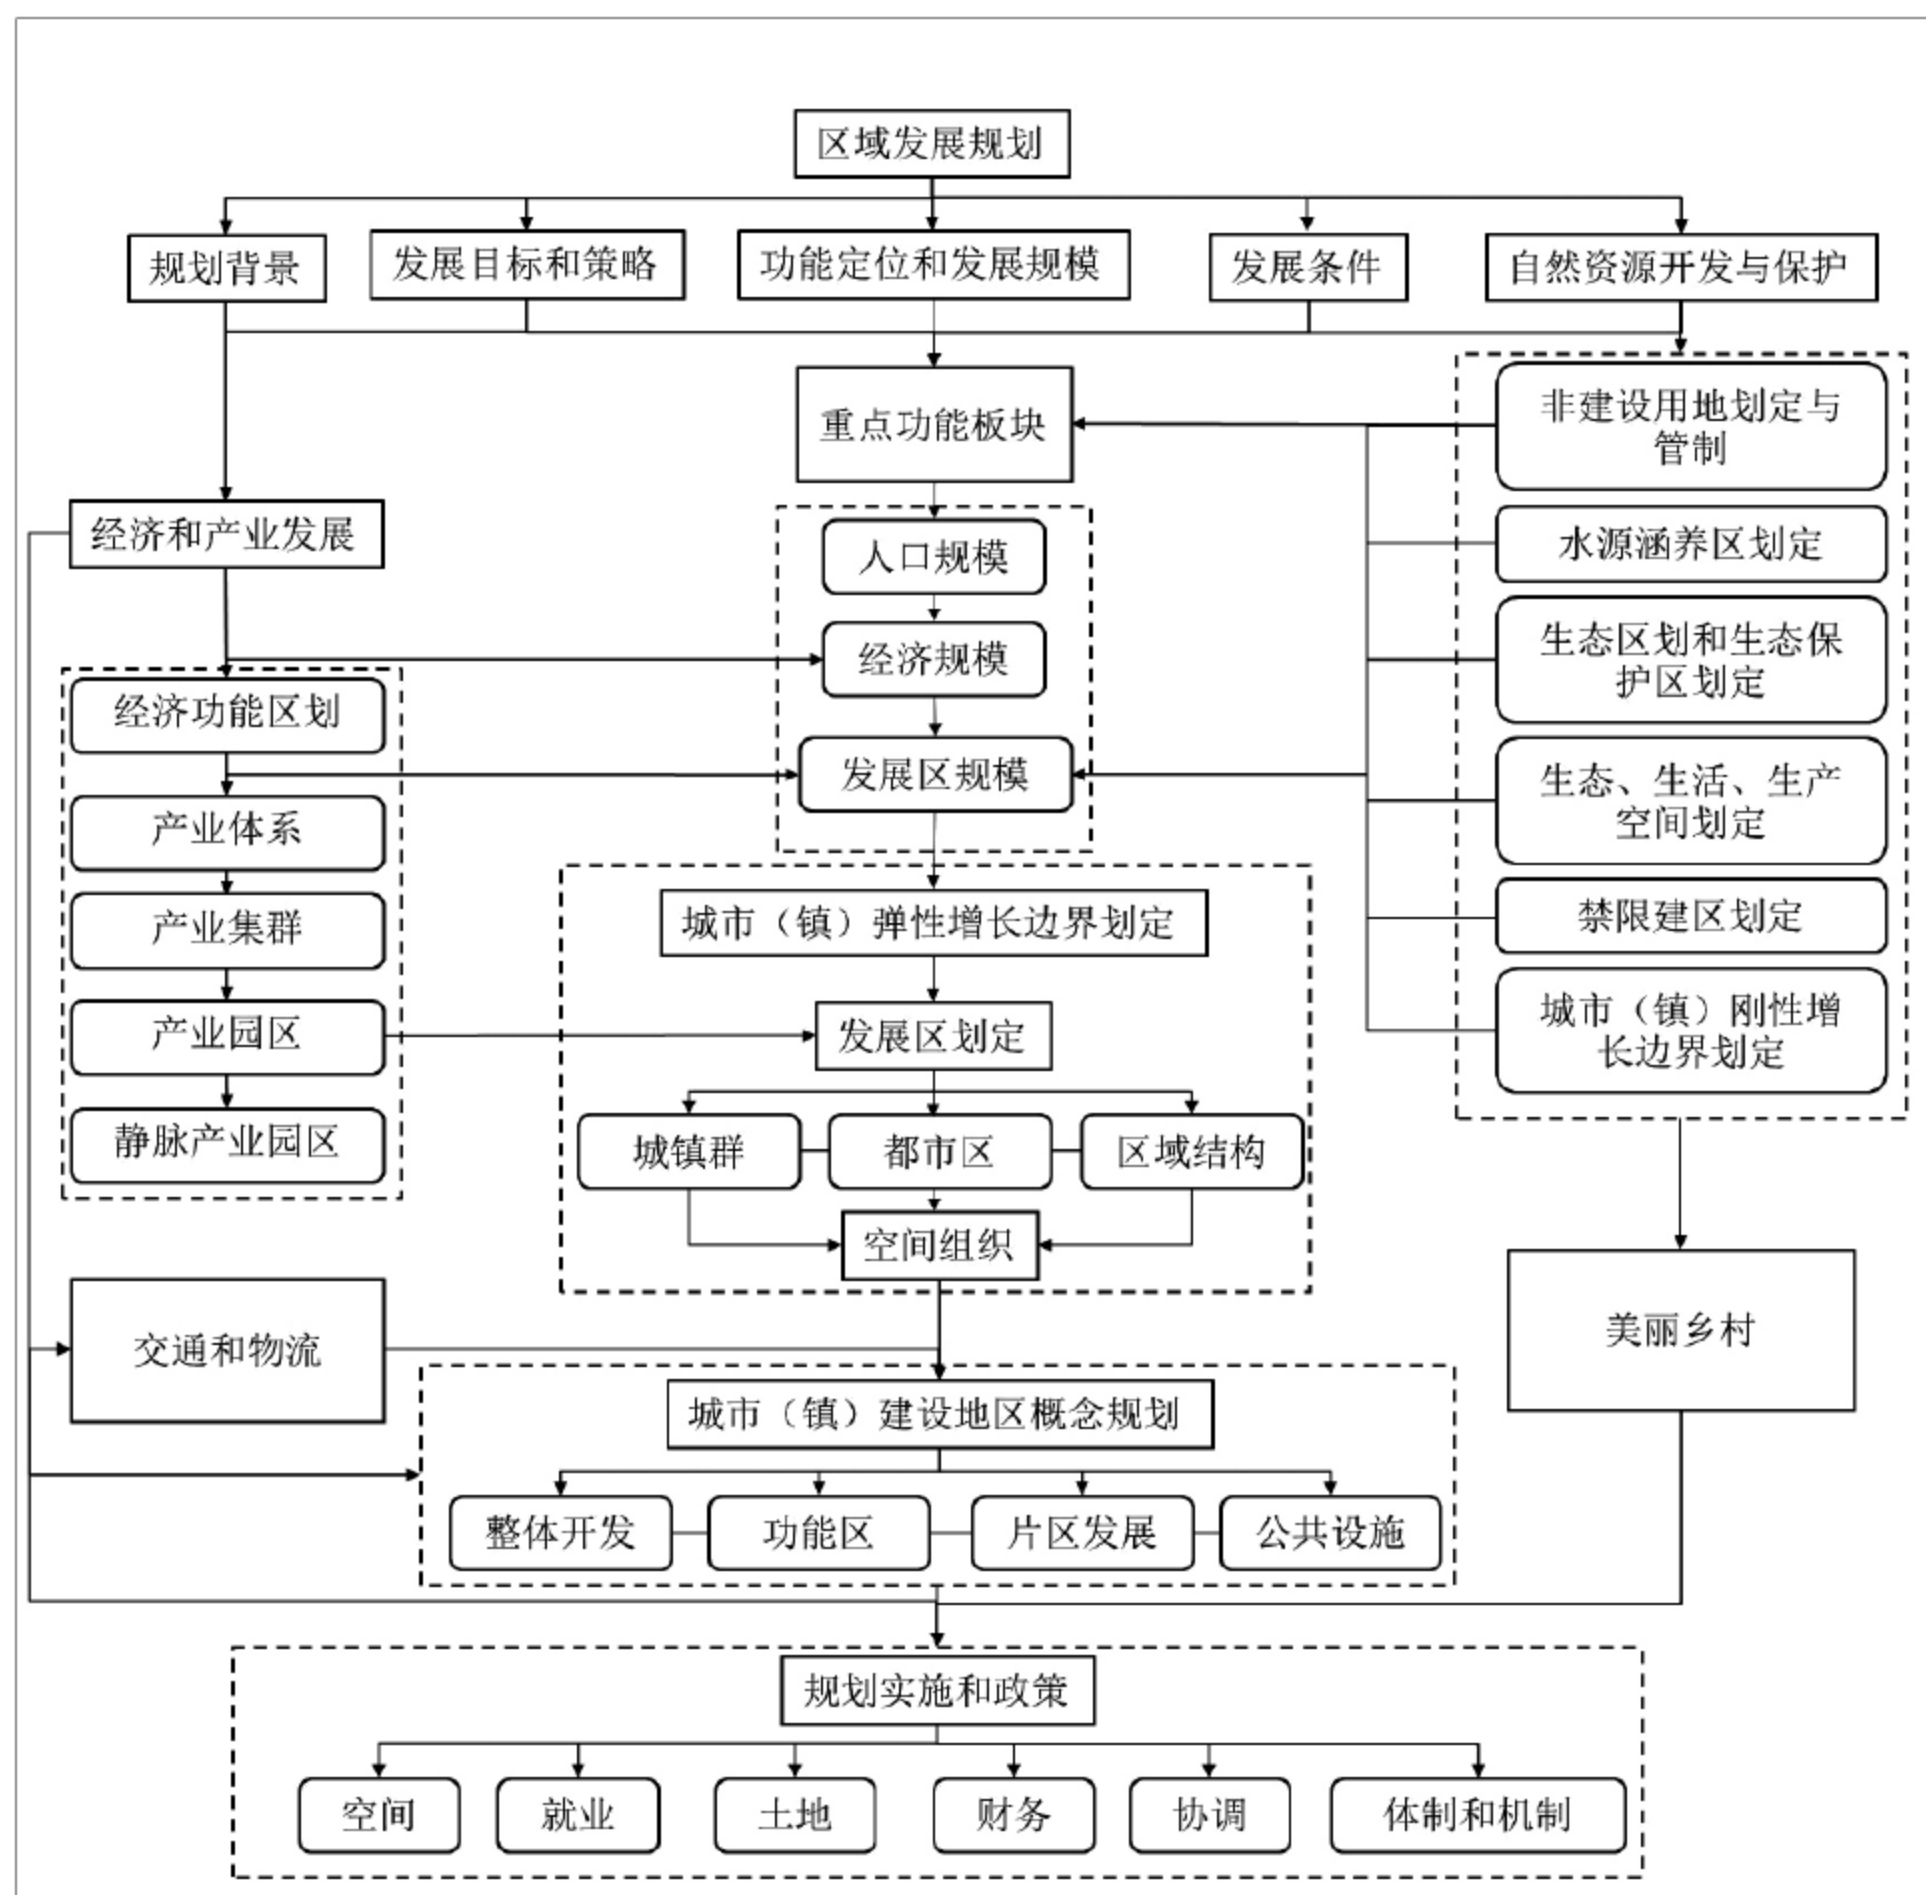 区域发展规划
规划背景
发展目标和策略
功能定位和发展规模
发展条件
自然资源开发与保护
重点功能板块
非建设用地划定与
管制
经济和产业发展
人口规模
水源涵养区划定
经济规模
生态区划和生态保
护区划定
经济功能区划
发展区规模
生态、生活、生产
空间划定
产业体系
产业集群
城市（镇）弹性增长边界划定
禁限建区划定
产业园区
发展区划定
城市（镇）刚性增
长边界划定
静脉产业园区
城镇群
都市区
区域结构
空间组织
交通和物流
美丽乡村
城市（镇）建设地区概念规划
整体开发
功能区
片区发展
公共设施
规划实施和政策
空间
就业
土地
财务
协调
体制和机制